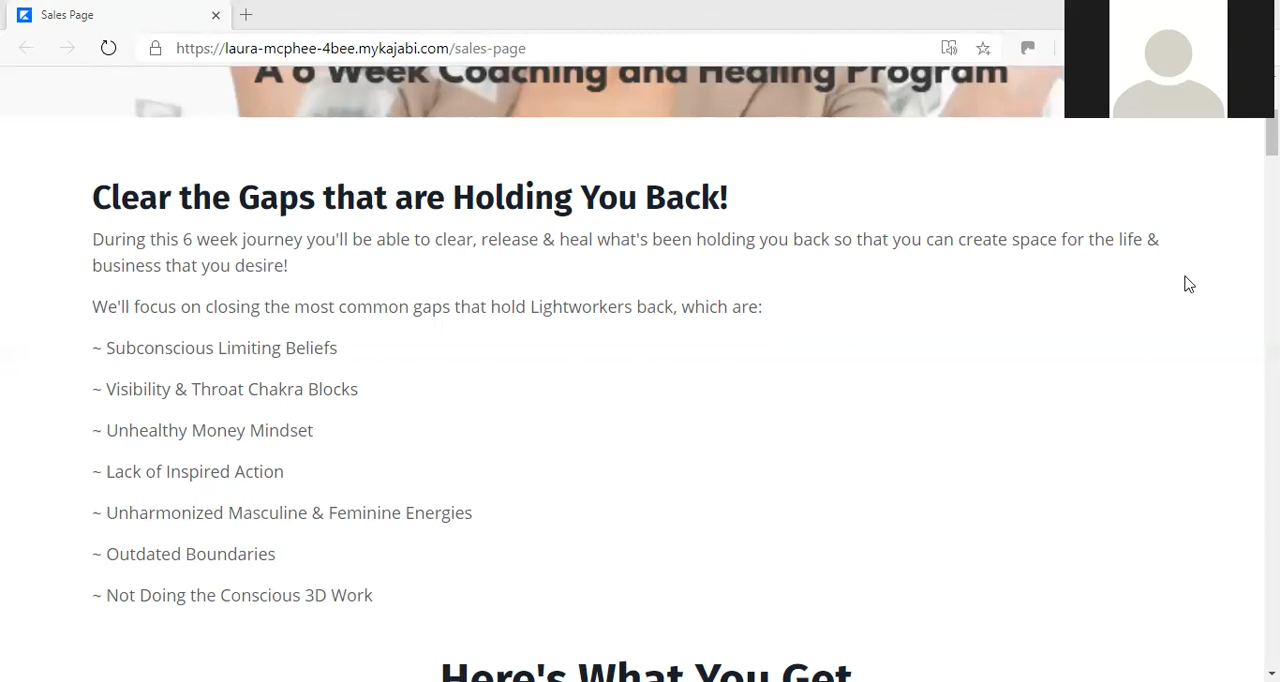 Sales Page
https://laura-mcphee-4bee.mykajabi.com/sales-page
A 6 Week Coaching and Healing Program
Clear the Gaps that are Holding You Back!
During this 6 week journey you'll be able to clear, release & heal what's been holding you back so that you can create space for the life &
business that you desire!
We'll focus on closing the most common gaps that hold Lightworkers back, which are:
~ Subconscious Limiting Beliefs
~ Visibility & Throat Chakra Blocks
~ Unhealthy Money Mindset
~ Lack of Inspired Action
~ Unharmonized Masculine & Feminine Energies
~ Outdated Boundaries
~ Not Doing the Conscious 3D Work
Here's What You Get